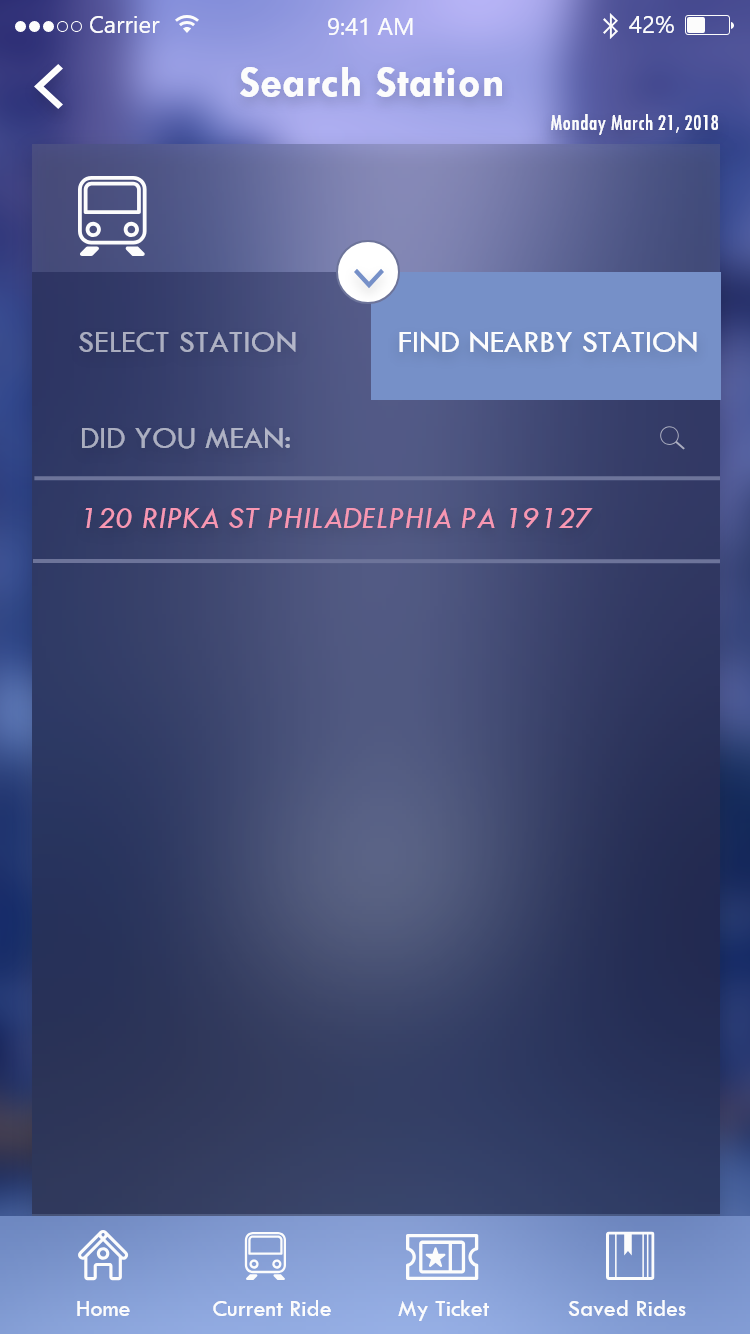 Carrier 9:41 AM 42%
Search Station
Monday March 21, 2018
SELECT STATION FIND NEARBY STATION
DID YOU MEAN:
120 RIPKA ST PHILADELPHIA PA 19127
Home Current Ride My Ticket Saved Rides